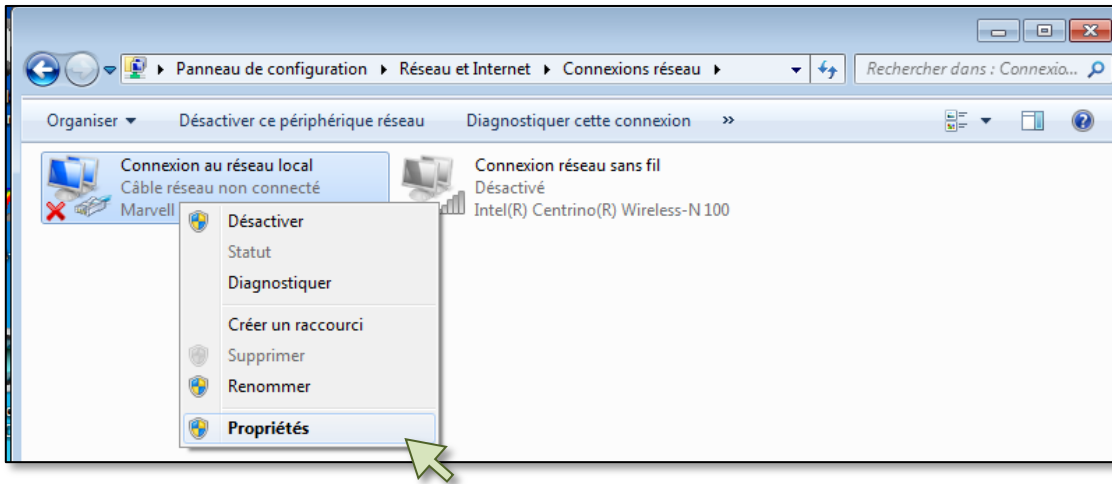 Panneau de configuration Réseau et Internet Connexions réseau Rechercher dans : Connexio...
Organiser Désactiver ce périphérique réseau Diagnostiquer cette connexion »
Connexion au réseau local
Câble réseau non connecté
Marvell
Connexion réseau sans fil
Désactivé
Intel(R) Centrino(R) Wireless-N 100
Désactiver
Statut
Diagnostiquer
Créer un raccourci
Supprimer
Renommer
Propriétés